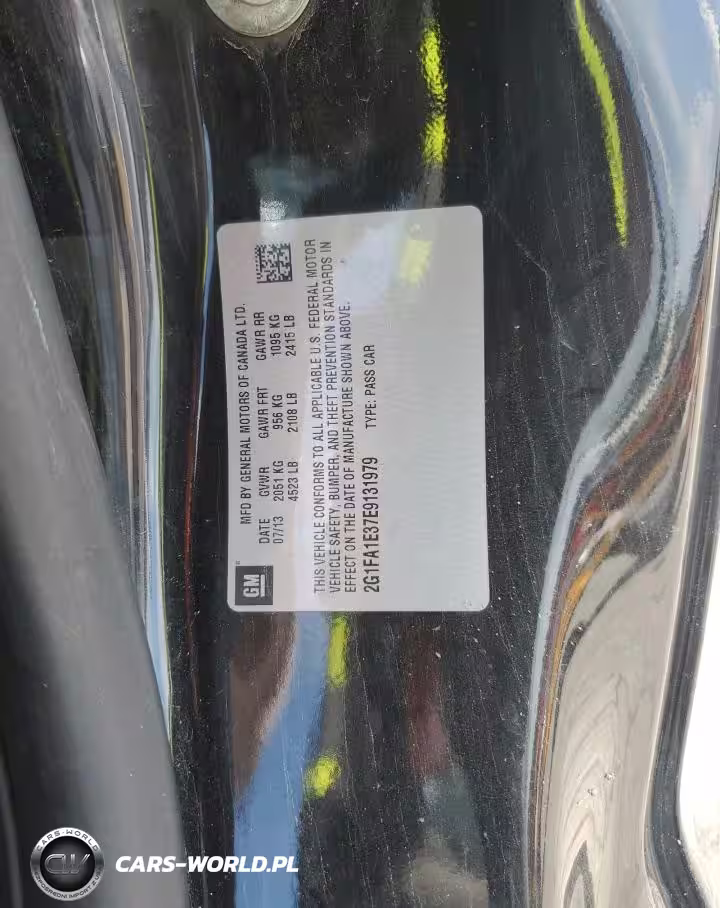 GM
MFD BY GENERAL MOTORS OF CANADA LTD.
DATE GVWR GAWR FRT GAWR RR
07/13 2051 KG 956 KG 1095 KG
4523 LB 2108 LB 2415 LB
THIS VEHICLE CONFORMS TO ALL APPLICABLE U.S. FEDERAL MOTOR
VEHICLE SAFETY, BUMPER, AND THEFT PREVENTION STANDARDS IN
EFFECT ON THE DATE OF MANUFACTURE SHOWN ABOVE.
2G1FA1E37E9131979 TYPE: PASS CAR
CARS-WORLD
CW
CARS-WORLD.PL